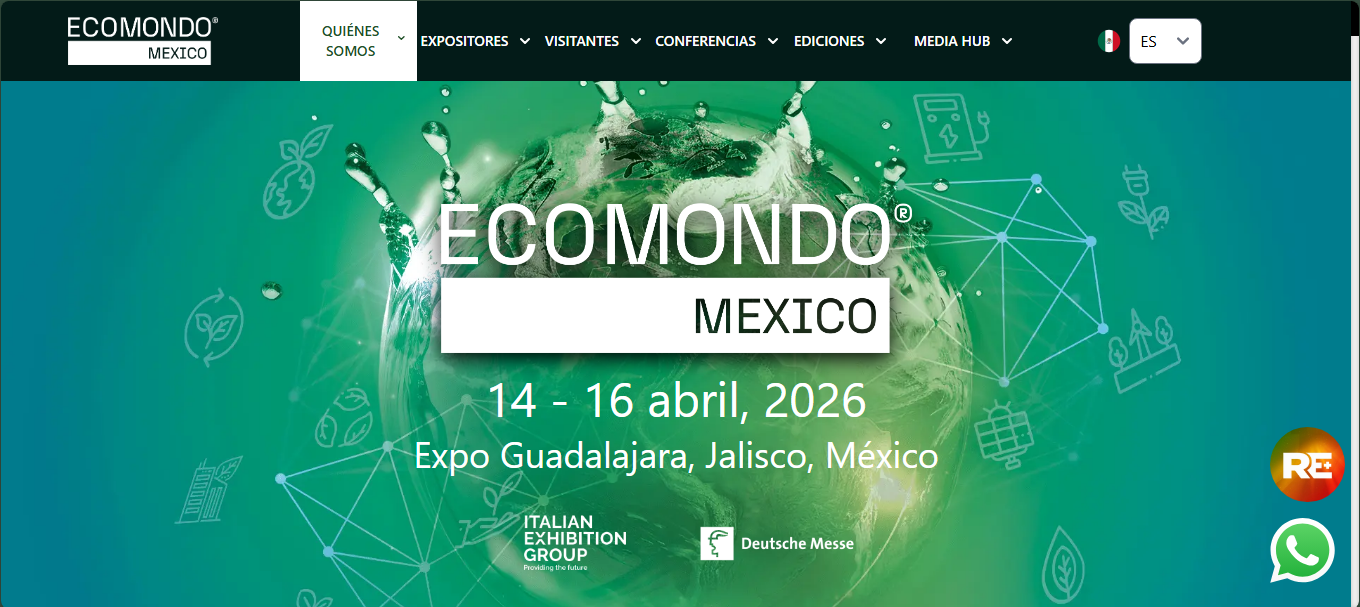 ECOMONDO®
MEXICO
QUIÉNES
SOMOS
EXPOSITORES
VISITANTES
CONFERENCIAS
EDICIONES
MEDIA HUB
ES
ECOMONDO®
MEXICO
14 - 16 abril, 2026
Expo Guadalajara, Jalisco, México
RE+
ITALIAN
EXHIBITION
GROUP
Providing the future
Deutsche Messe